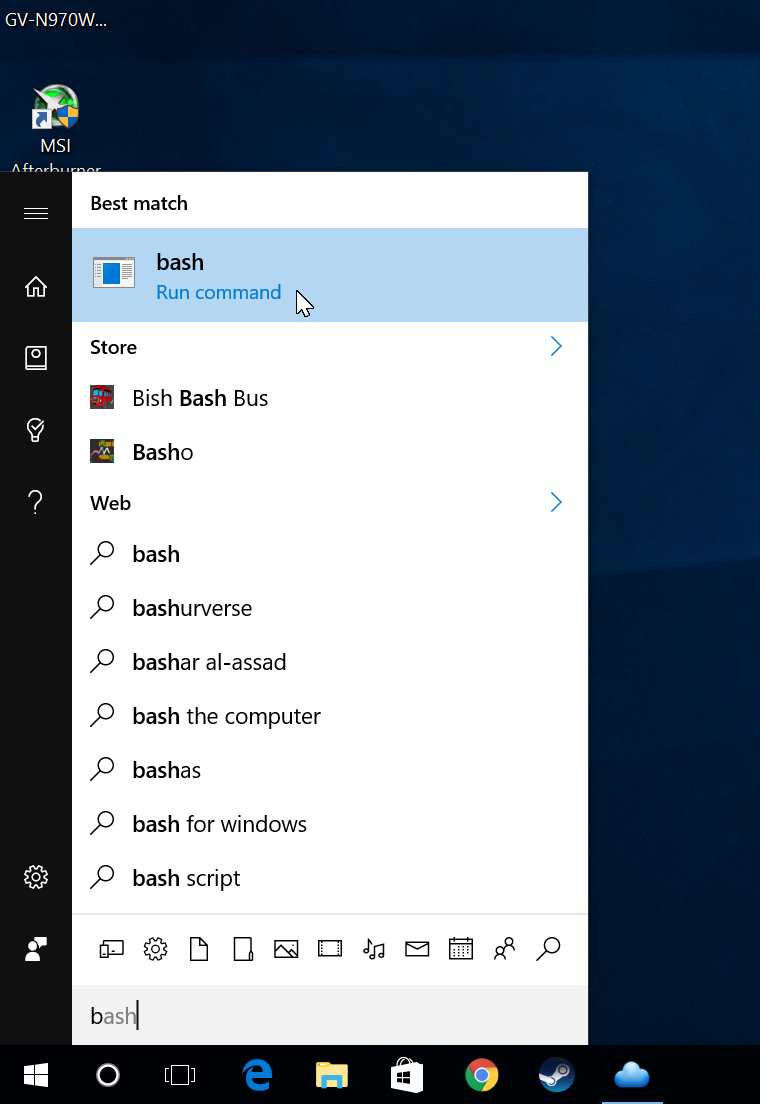 GV-N970W...
MSI
Afterburner
Best match
bash
Run command
Store
Bish Bash Bus
Basho
Web
bash
bashurverse
bashar al-assad
bash the computer
bashas
bash for windows
bash script
bash